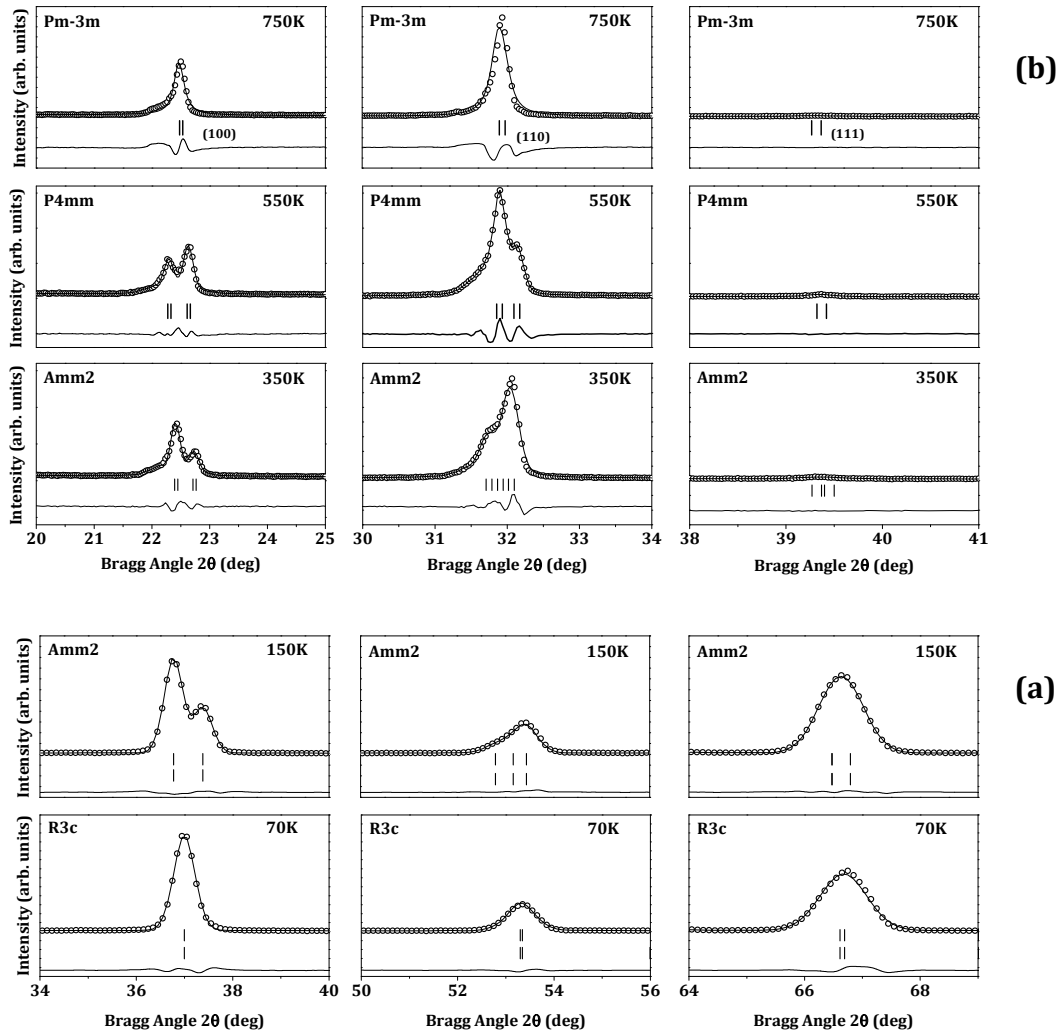 Pm-3m 750K
Pm-3m 750K
Pm-3m 750K
(b)
Intensity (arb. units)
(100)
(110)
(111)
P4mm 550K
P4mm 550K
P4mm 550K
Intensity (arb. units)
Amm2 350K
Amm2 350K
Amm2 350K
Intensity (arb. units)
20 21 22 23 24 25
30 31 32 33 34
38 39 40 41
Bragg Angle 2θ (deg)
Bragg Angle 2θ (deg)
Bragg Angle 2θ (deg)
Amm2 150K
Amm2 150K
Amm2 150K
(a)
Intensity (arb. units)
R3c 70K
R3c 70K
R3c 70K
Intensity (arb. units)
34 36 38 40
50 52 54 56
64 66 68
Bragg Angle 2θ (deg)
Bragg Angle 2θ (deg)
Bragg Angle 2θ (deg)